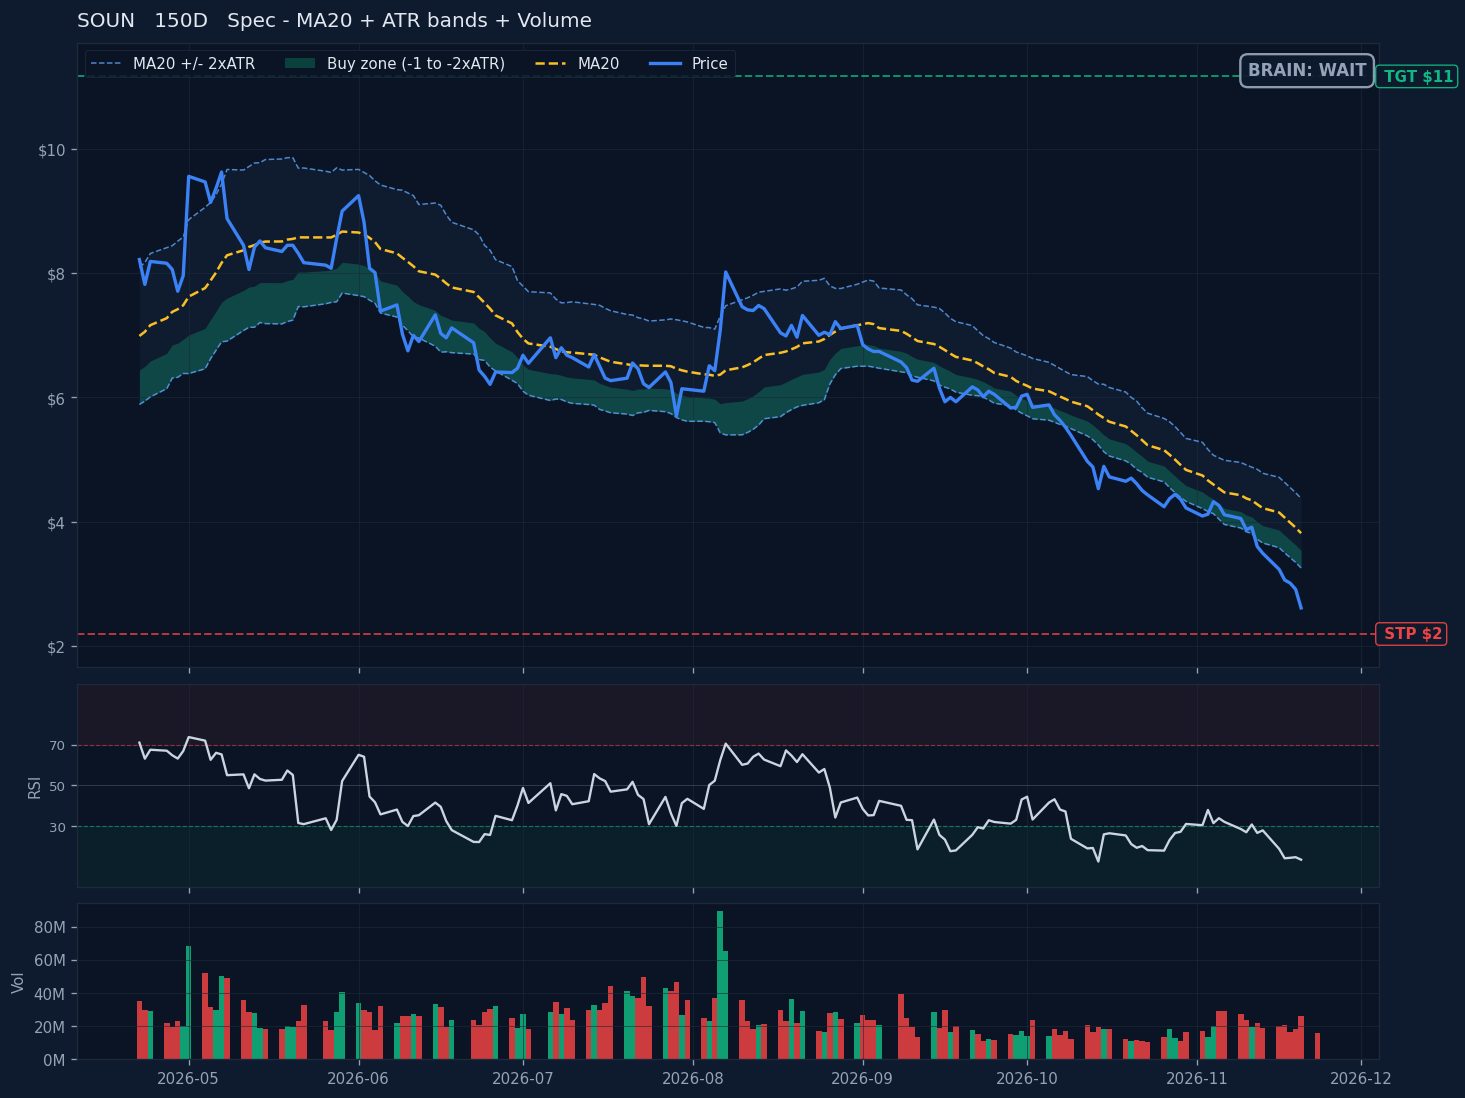 SOUN   150D   Spec - MA20 + ATR bands + Volume
MA20 +/- 2xATR
Buy zone (-1 to -2xATR)
MA20
Price
BRAIN: WAIT
TGT $11
$10
$8
$6
$4
$2
STP $2
70
50
30
RSI
80M
60M
40M
20M
0M
Vol
2026-05
2026-06
2026-07
2026-08
2026-09
2026-10
2026-11
2026-12